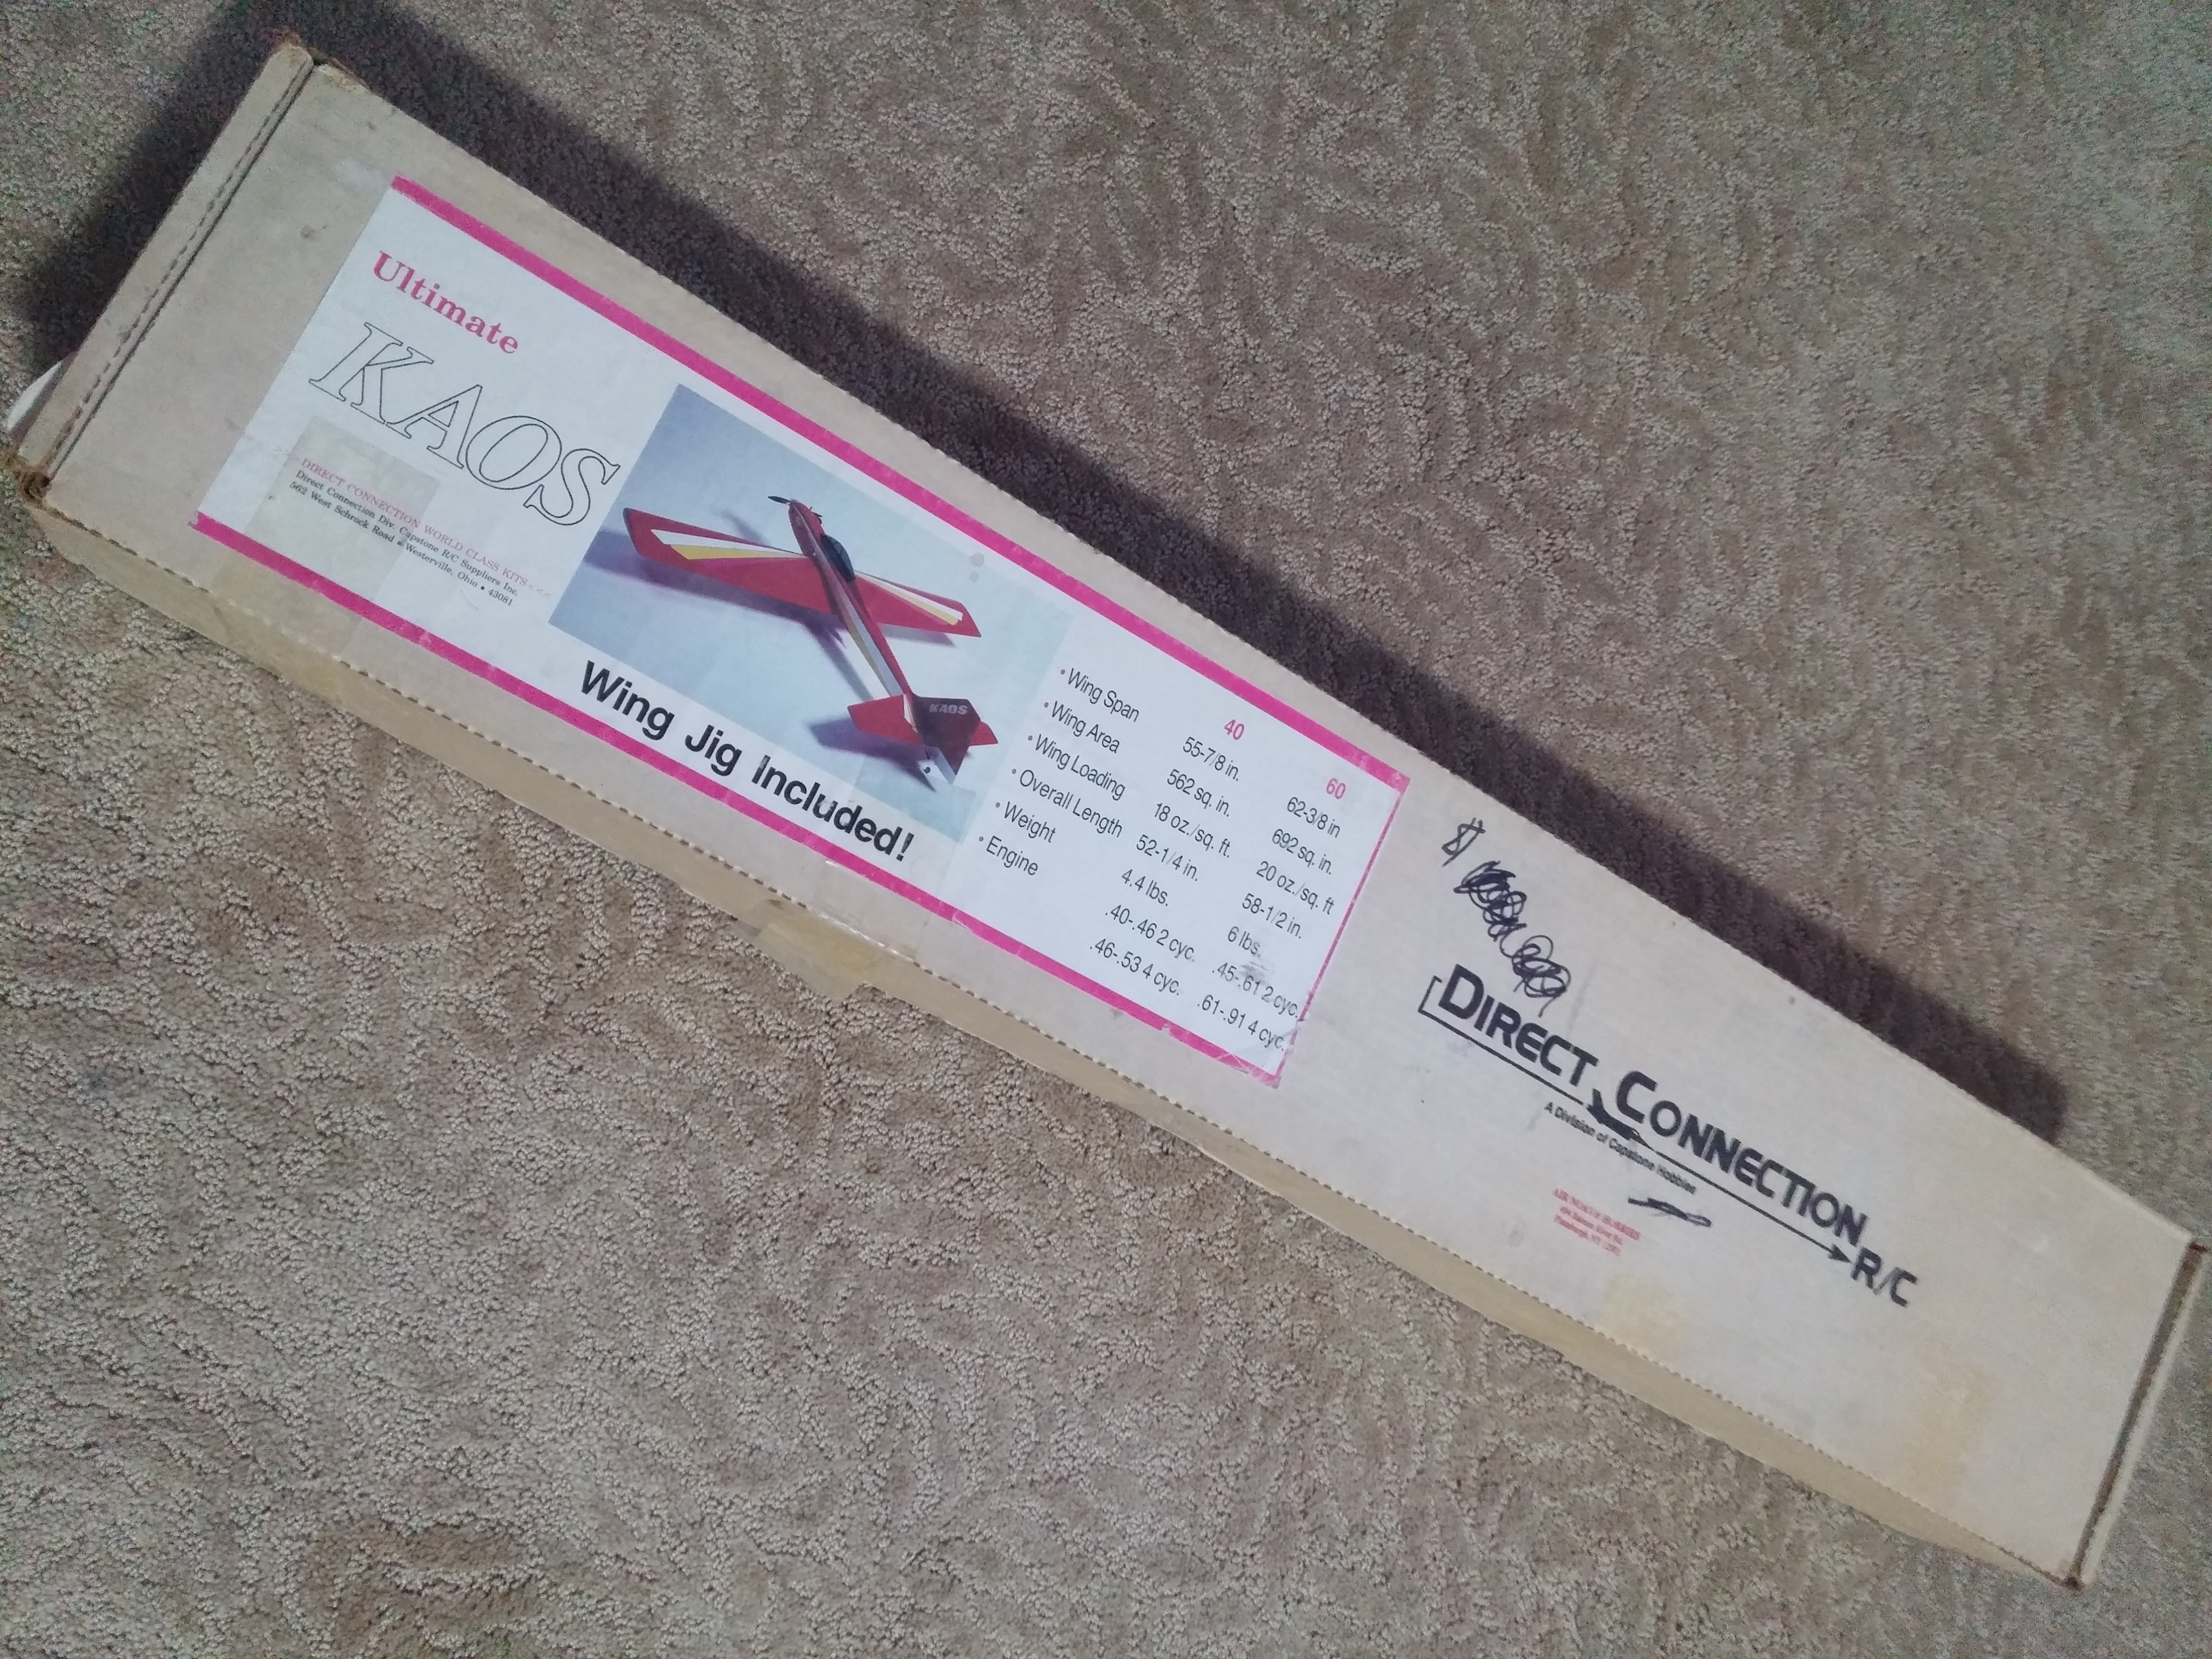 Ultimate
KAOS
DIRECT CONNECTION WORLD CLASS KITS
Direct Connection Div. Capstone R/C Suppliers Inc.
562 West Schrock Road • Westerville, Ohio • 43081
KAOS
Wing Jig Included!
40 60
• Wing Span 55-7/8 in. 62-3/8 in
• Wing Area 562 sq. in. 692 sq. in.
• Wing Loading 18 oz./sq. ft. 20 oz./sq. ft
• Overall Length 52-1/4 in. 58-1/2 in.
• Weight 4.4 lbs. 6 lbs.
• Engine .40-.46 2 cyc. .45-.61 2 cyc.
.46-.53 4 cyc. .61-.91 4 cyc.
$
DIRECT CONNECTION R/C
A Division of Capstone Hobbies